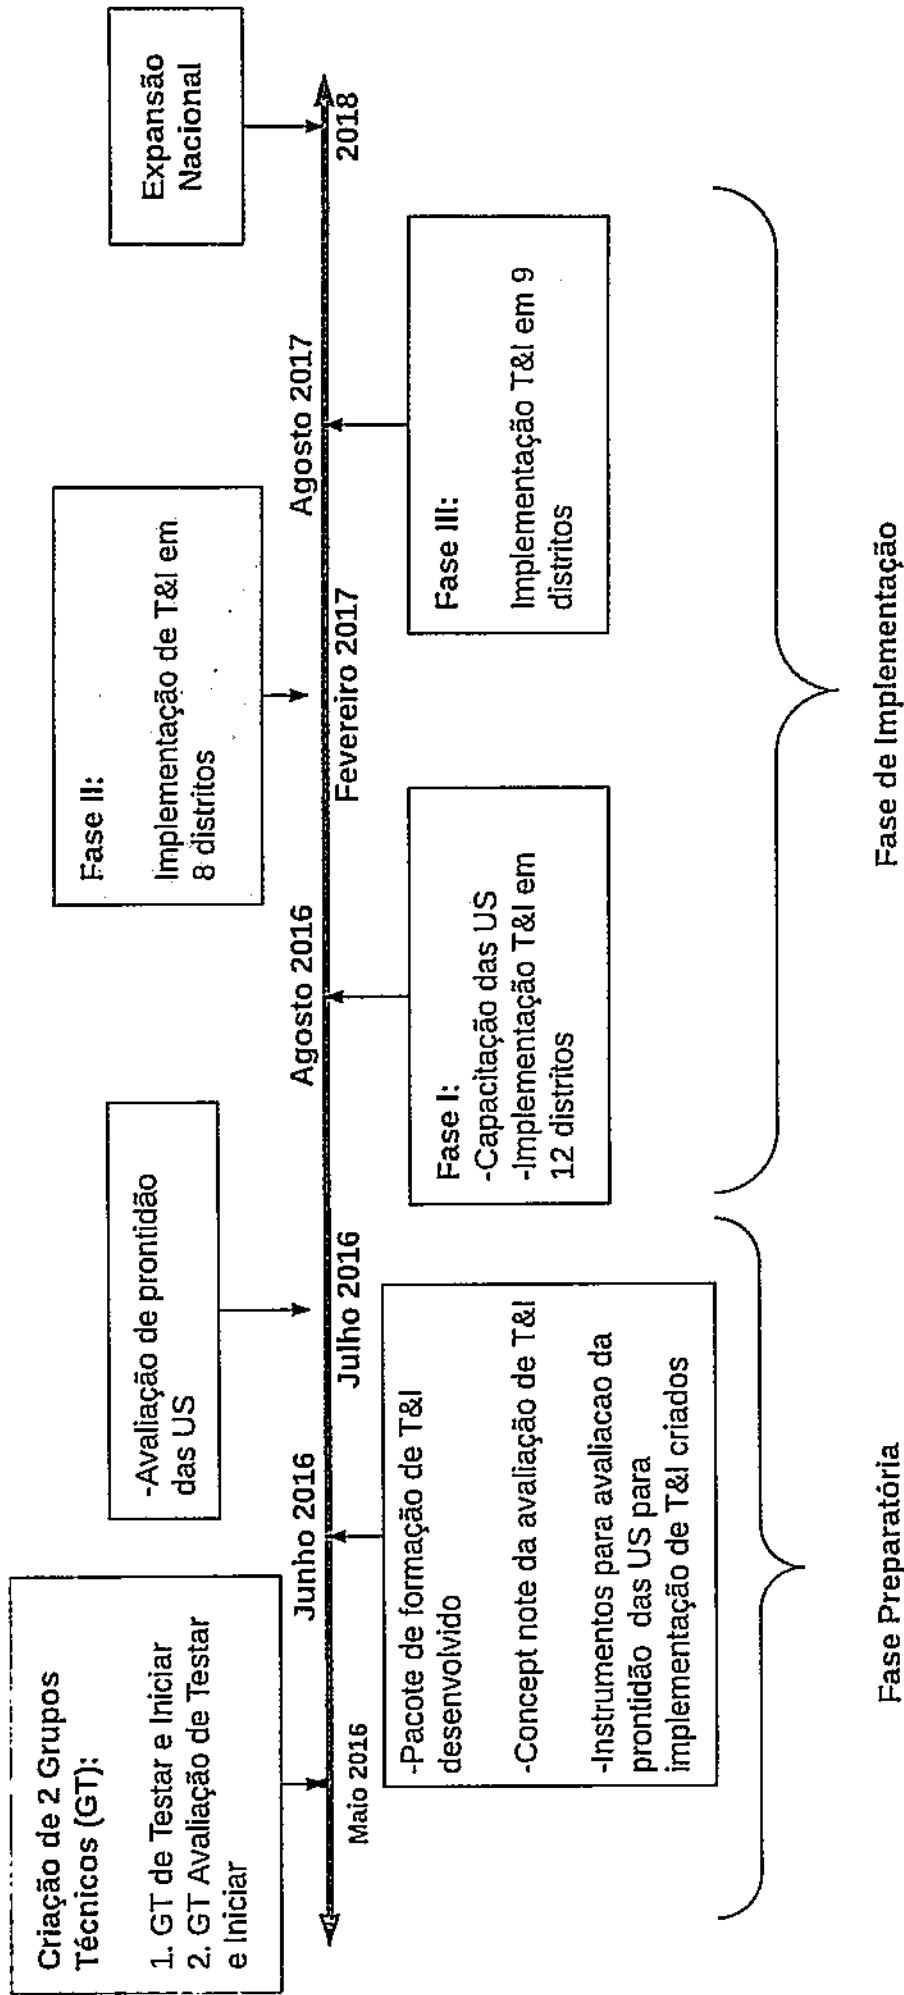 Criação de 2 Grupos
Técnicos (GT):
1. GT de Testar e Iniciar
2. GT Avaliação de Testar
e Iniciar
-Avaliação de prontidão
das US
Fase II:
Implementação de T&I em
8 distritos
Expansão
Nacional
Maio 2016
Junho 2016
Julho 2016
Agosto 2016
Fevereiro 2017
Agosto 2017
2018
-Pacote de formação de T&I
desenvolvido
-Concept note da avaliação de T&I
-Instrumentos para avaliacao da
prontidão das US para
implementação de T&I criados
Fase I:
-Capacitação das US
-Implementação T&I em
12 distritos
Fase III:
Implementação T&I em 9
distritos
Fase Preparatória
Fase de Implementação